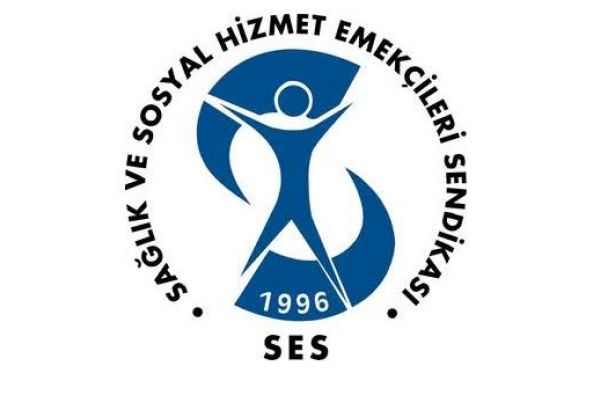 • SAĞLIK VE SOSYAL HİZMET EMEKÇİLERİ SENDİKASI •
1996
SES